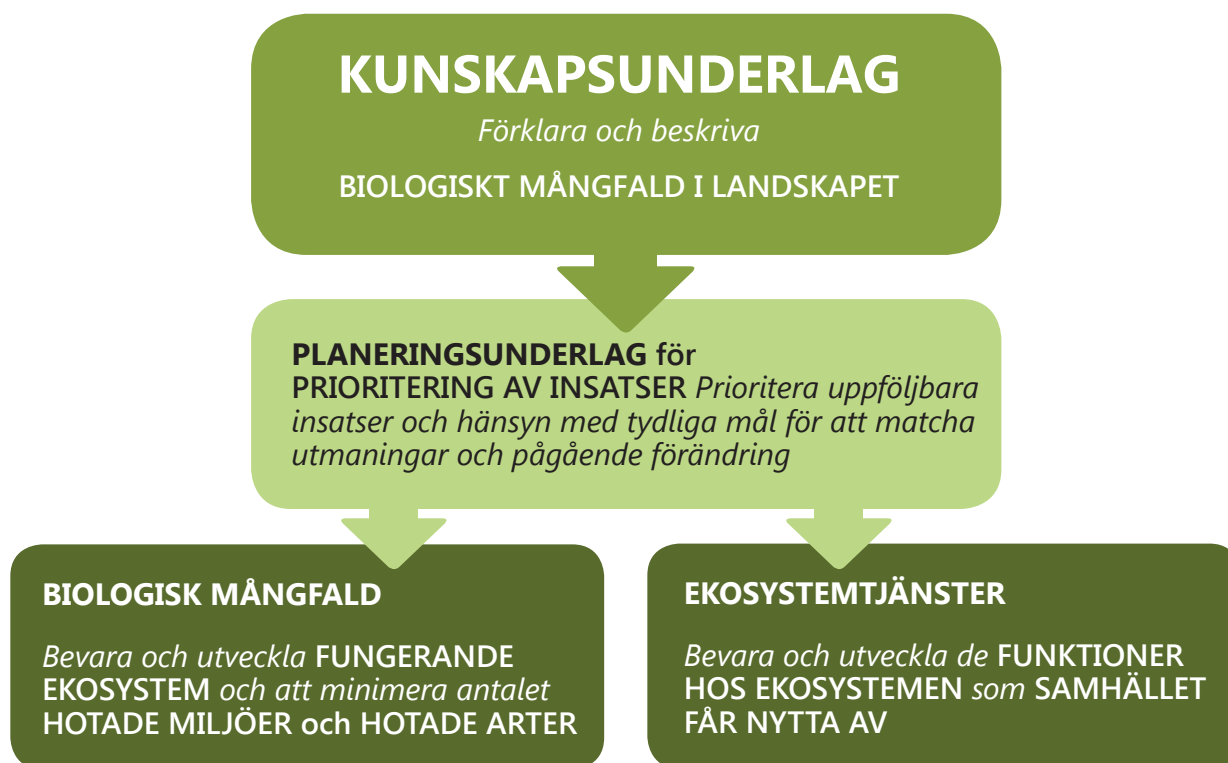 KUNSKAPSUNDERLAG
Förklara och beskriva
BIOLOGISKT MÅNGFALD I LANDSKAPET
PLANERINGSUNDERLAG för
PRIORITERING AV INSATSER Prioritera uppföljbara
insatser och hänsyn med tydliga mål för att matcha
utmaningar och pågående förändring
BIOLOGISK MÅNGFALD
Bevara och utveckla FUNGERANDE
EKOSYSTEM och att minimera antalet
HOTADE MILJÖER och HOTADE ARTER
EKOSYSTEMTJÄNSTER
Bevara och utveckla de FUNKTIONER
HOS EKOSYSTEMEN som SAMHÄLLET
FÅR NYTTA AV